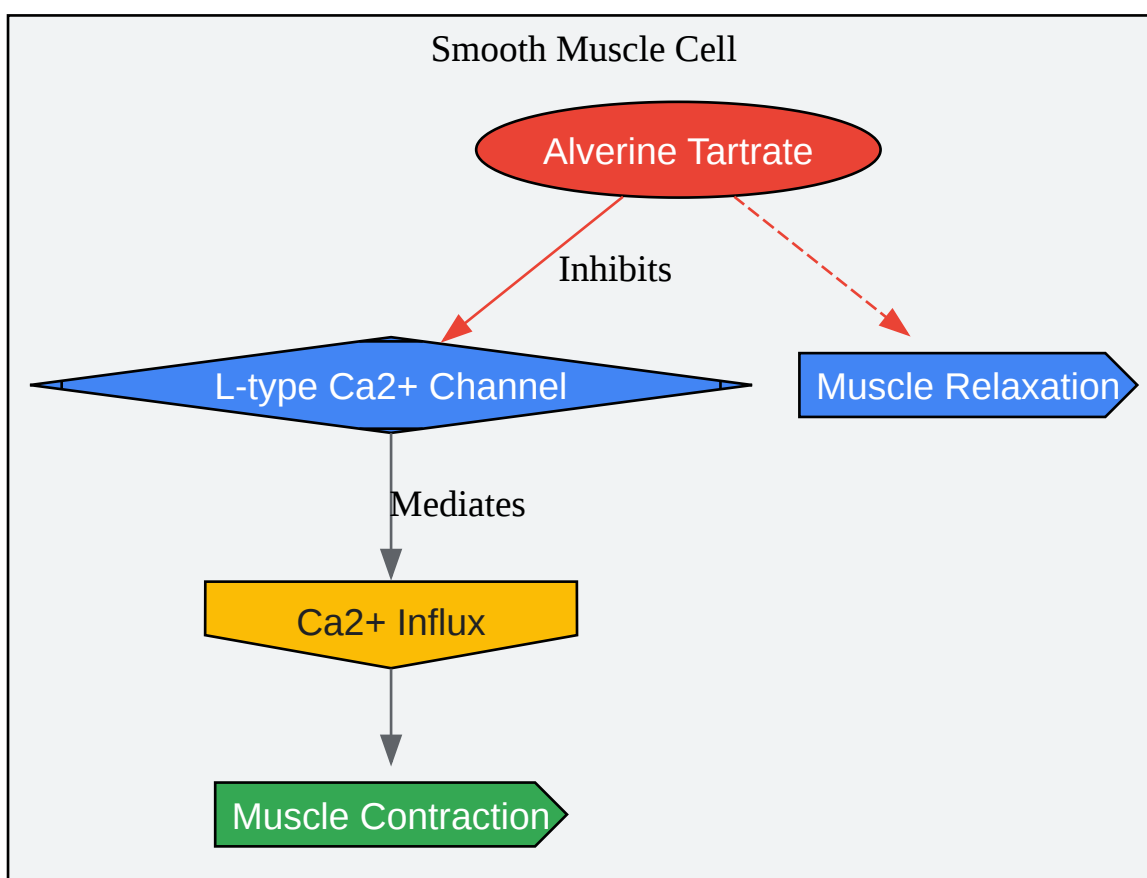 Smooth Muscle Cell
Alverine Tartrate
Inhibits
L-type Ca2+ Channel
Muscle Relaxation
Mediates
Ca2+ Influx
Muscle Contraction